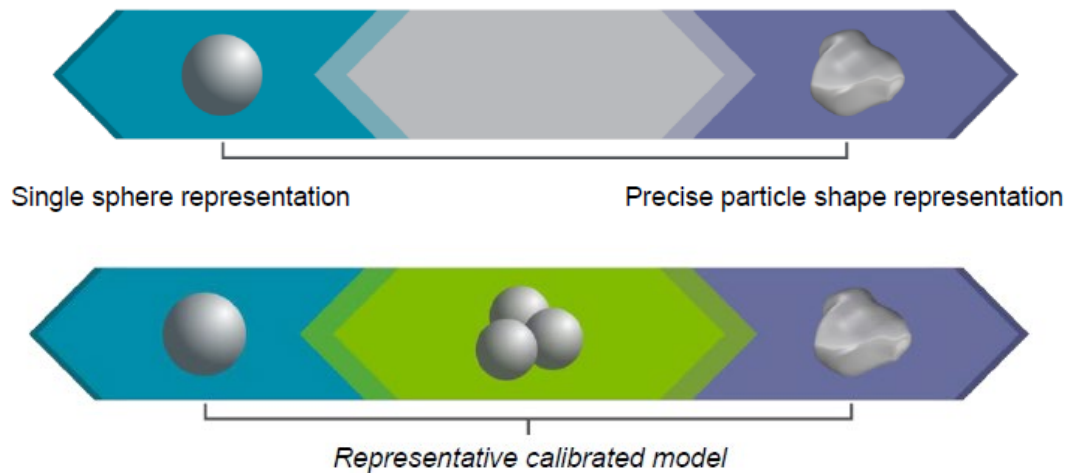 Single sphere representation
Precise particle shape representation
Representative calibrated model